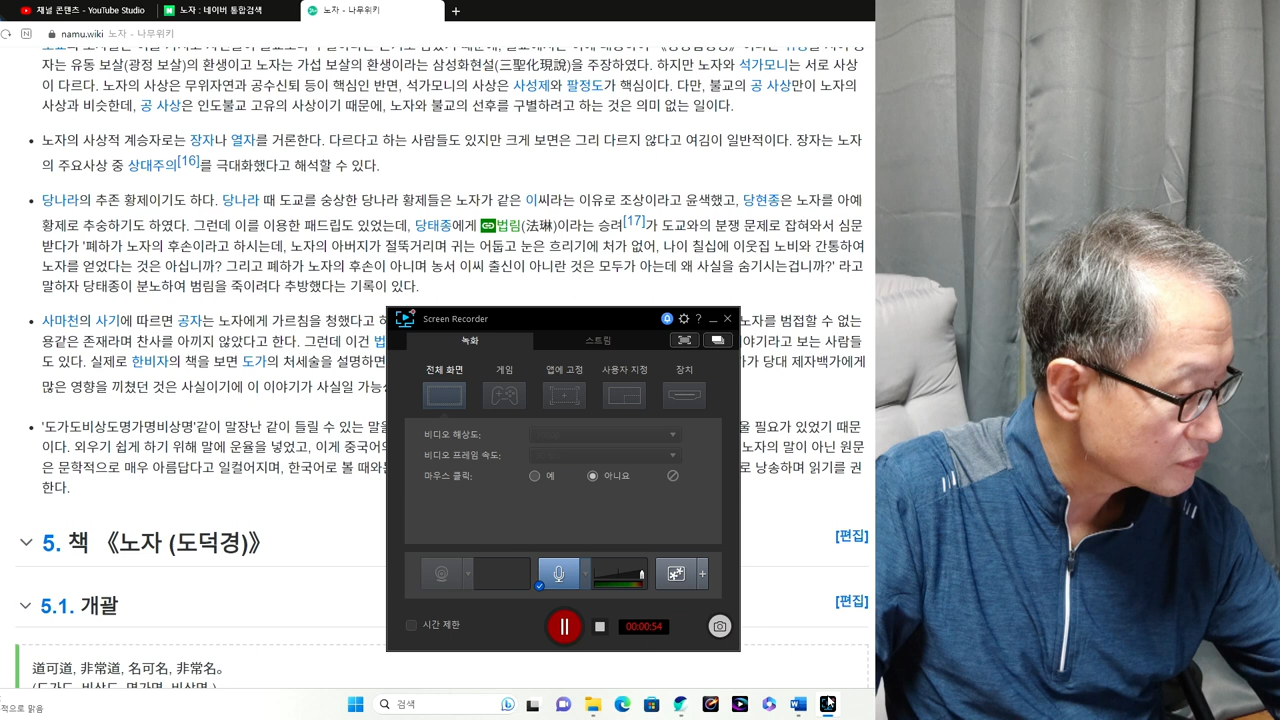 채널 콘텐츠 - YouTube Studio
노자 : 네이버 통합검색
노자 - 나무위키
namu.wiki 노자 - 나무위키
자는 유동 보살(광정 보살)의 환생이고 노자는 가섭 보살의 환생이라는 삼성화현설(三聖化現說)을 주장하였다. 하지만 노자와 석가모니는 서로 사상
이 다르다. 노자의 사상은 무위자연과 공수신퇴 등이 핵심인 반면, 석가모니의 사상은 사성제와 팔정도가 핵심이다. 다만, 불교의 공 사상만이 노자의
사상과 비슷한데, 공 사상은 인도불교 고유의 사상이기 때문에, 노자와 불교의 선후를 구별하려고 하는 것은 의미 없는 일이다.
노자의 사상적 계승자로는 장자나 열자를 거론한다. 다르다고 하는 사람들도 있지만 크게 보면은 그리 다르지 않다고 여김이 일반적이다. 장자는 노자
의 주요사상 중 상대주의[16]를 극대화했다고 해석할 수 있다.
당나라의 추존 황제이기도 하다. 당나라 때 도교를 숭상한 당나라 황제들은 노자가 같은 이씨라는 이유로 조상이라고 윤색했고, 당현종은 노자를 아예
황제로 추숭하기도 하였다. 그런데 이를 이용한 패드립도 있었는데, 당태종에게 법림(法琳)이라는 승려[17]가 도교와의 분쟁 문제로 잡혀와서 심문
받다가 '폐하가 노자의 후손이라고 하시는데, 노자의 아버지가 절뚝거리며 귀는 어둡고 눈은 흐리기에 처가 없어, 나이 칠십에 이웃집 노비와 간통하여
노자를 얻었다는 것은 아십니까? 그리고 폐하가 노자의 후손이 아니며 농서 이씨 출신이 아니란 것은 모두가 아는데 왜 사실을 숨기시는겁니까?' 라고
말하자 당태종이 분노하여 법림을 죽이려다 추방했다는 기록이 있다.
사마천의 사기에 따르면 공자는 노자에게 가르침을 청했다고 노자를 범접할 수 없는
용같은 존재라며 찬사를 아끼지 않았다고 한다. 그런데 이건 법 야기라고 보는 사람들
도 있다. 실제로 한비자의 책을 보면 도가의 처세술을 설명하면 가 당대 제자백가에게
많은 영향을 끼쳤던 것은 사실이기에 이 이야기가 사실일 가능
'도가도비상도명가명비상명'같이 말장난 같이 들릴 수 있는 말을 필요가 있었기 때문
이다. 외우기 쉽게 하기 위해 말에 운율을 넣었고, 이게 중국어의 노자의 말이 아닌 원문
은 문학적으로 매우 아름답다고 일컬어지며, 한국어로 볼 때와는 로 낭송하며 읽기를 권
한다.
Screen Recorder
녹화 스트림
전체 화면 게임 앱에 고정 사용자 지정 장치
비디오 해상도:
비디오 프레임 속도:
마우스 클릭: 예 아니요
시간 제한 00:00:54
5. 책 《노자 (도덕경)》 [편집]
5.1. 개괄 [편집]
道可道, 非常道, 名可名, 非常名。
적으로 맑음
검색